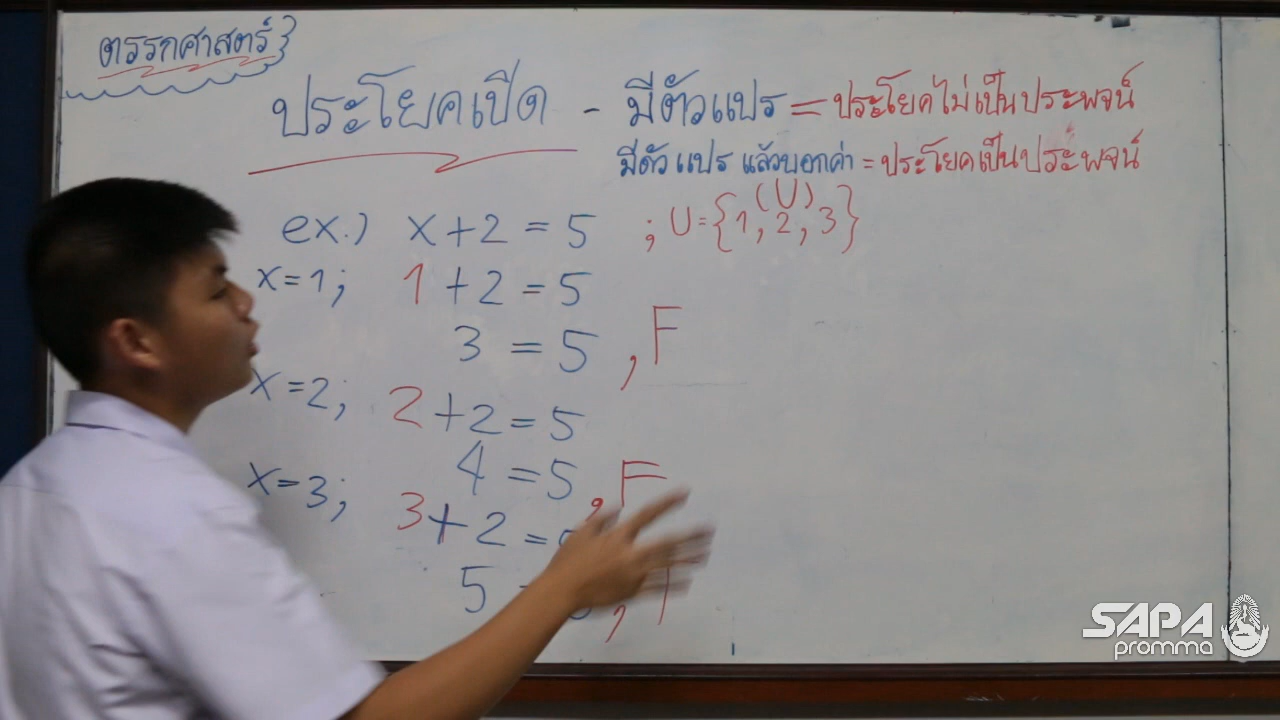 ตรรกศาสตร์
ประโยคเปิด - มีตัวแปร = ประโยคไม่เป็นประพจน์
มีตัวแปร แล้วบอกค่า = ประโยคเป็นประพจน์
(U)
ex.) x+2 = 5 ; U={1, 2, 3}
x=1; 1+2=5
3 = 5 , F
x=2; 2+2=5
4 = 5 , F
x=3; 3+2 =
5 = 5 , T
SAPA
promma